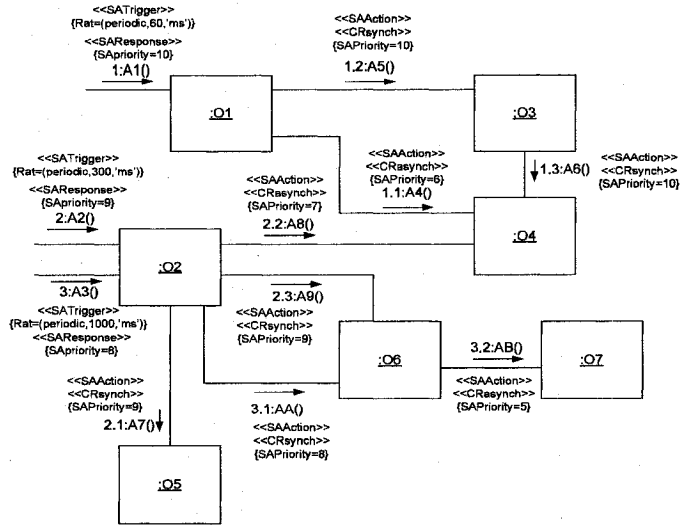 <<SATrigger>>
{Rat=(periodic,60,'ms')}
<<SAResponse>>
{SApriority=10}
1:A1()
:O1
<<SAAction>>
<<CRsynch>>
{SAPriority=10}
1.2:A5()
:O3
<<SAAction>>
<<CRsynch>>
{SAPriority=10}
1.3:A6()
<<SAAction>>
<<CRasynch>>
{SAPriority=6}
1.1:A4()
:O4
<<SATrigger>>
{Rat=(periodic,300,'ms')}
<<SAResponse>>
{SApriority=9}
2:A2()
<<SAAction>>
<<CRasynch>>
{SAPriority=7}
2.2:A8()
:O2
3:A3()
<<SATrigger>>
{Rat=(periodic,1000,'ms')}
<<SAResponse>>
{SApriority=8}
2.3:A9()
<<SAAction>>
<<CRsynch>>
{SAPriority=9}
:O6
3.2:AB()
<<SAAction>>
<<CRasynch>>
{SAPriority=5}
:O7
<<SAAction>>
<<CRsynch>>
{SAPriority=9}
2.1:A7()
3.1:AA()
<<SAAction>>
<<CRsynch>>
{SAPriority=8}
:O5